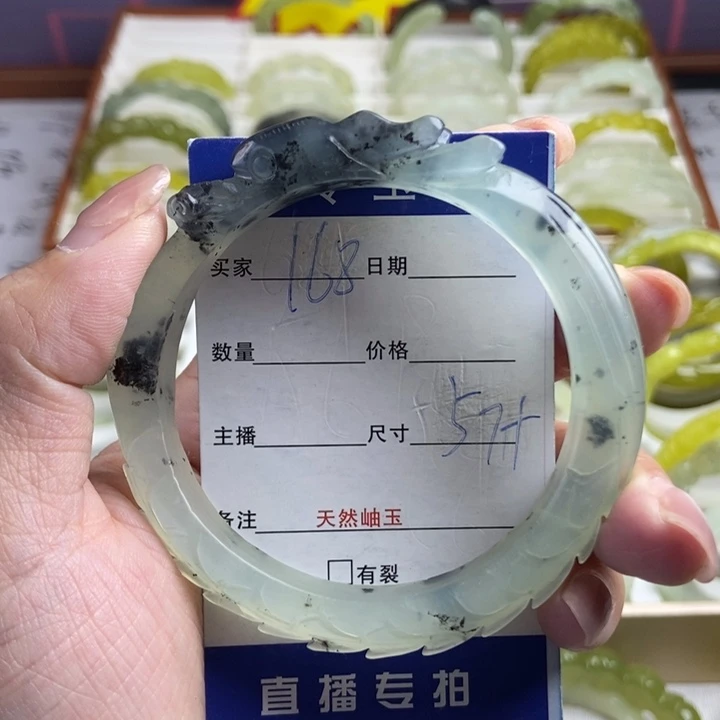 买家 168 日期
数量 价格
主播 尺寸 57+
备注 天然岫玉
□有裂
直播专拍